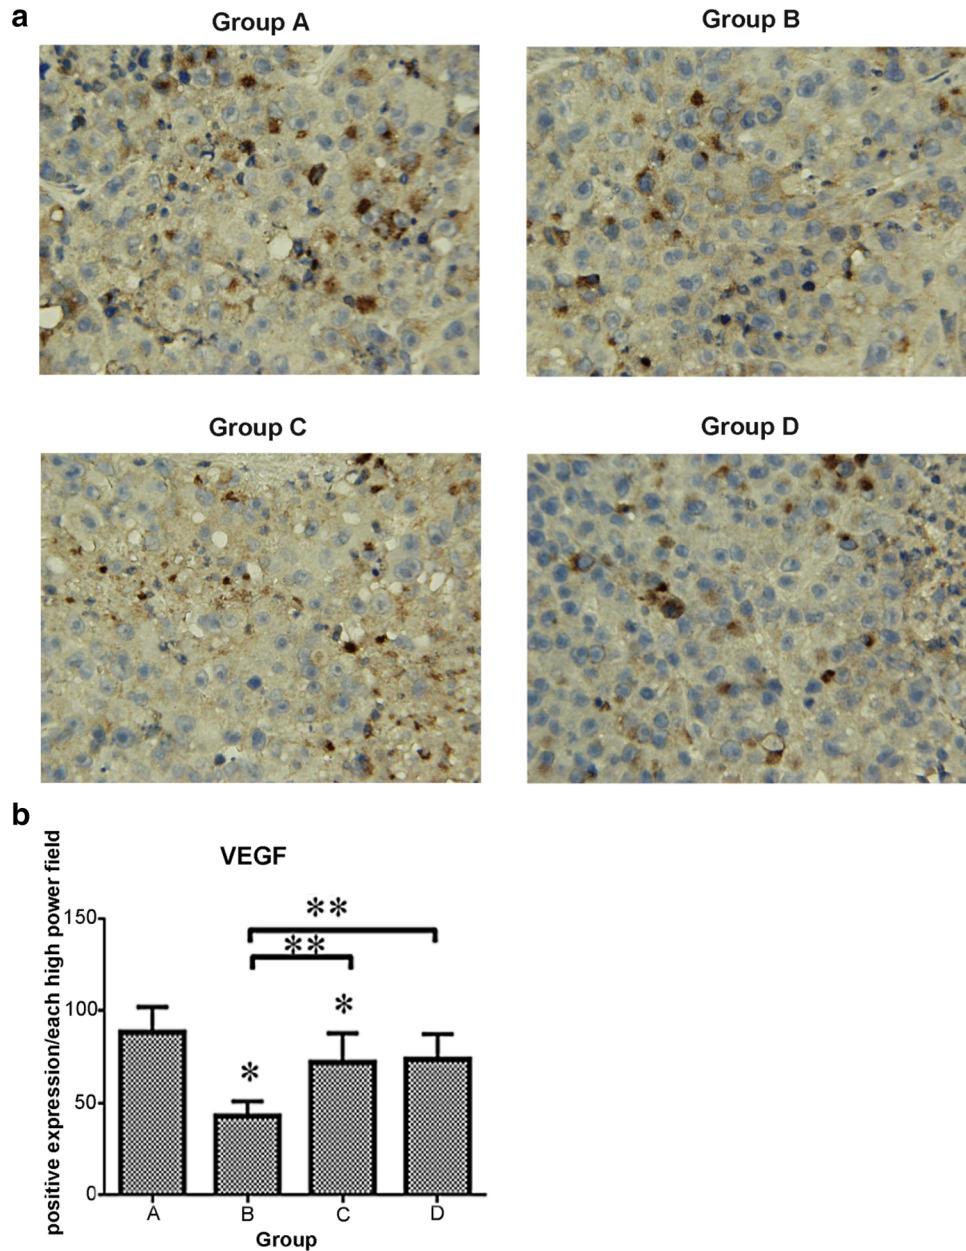 a
Group A
Group B
Group C
Group D
b
VEGF
positive expression/each high power field
150
100
50
0
**
**
*
*
A
B
C
D
Group